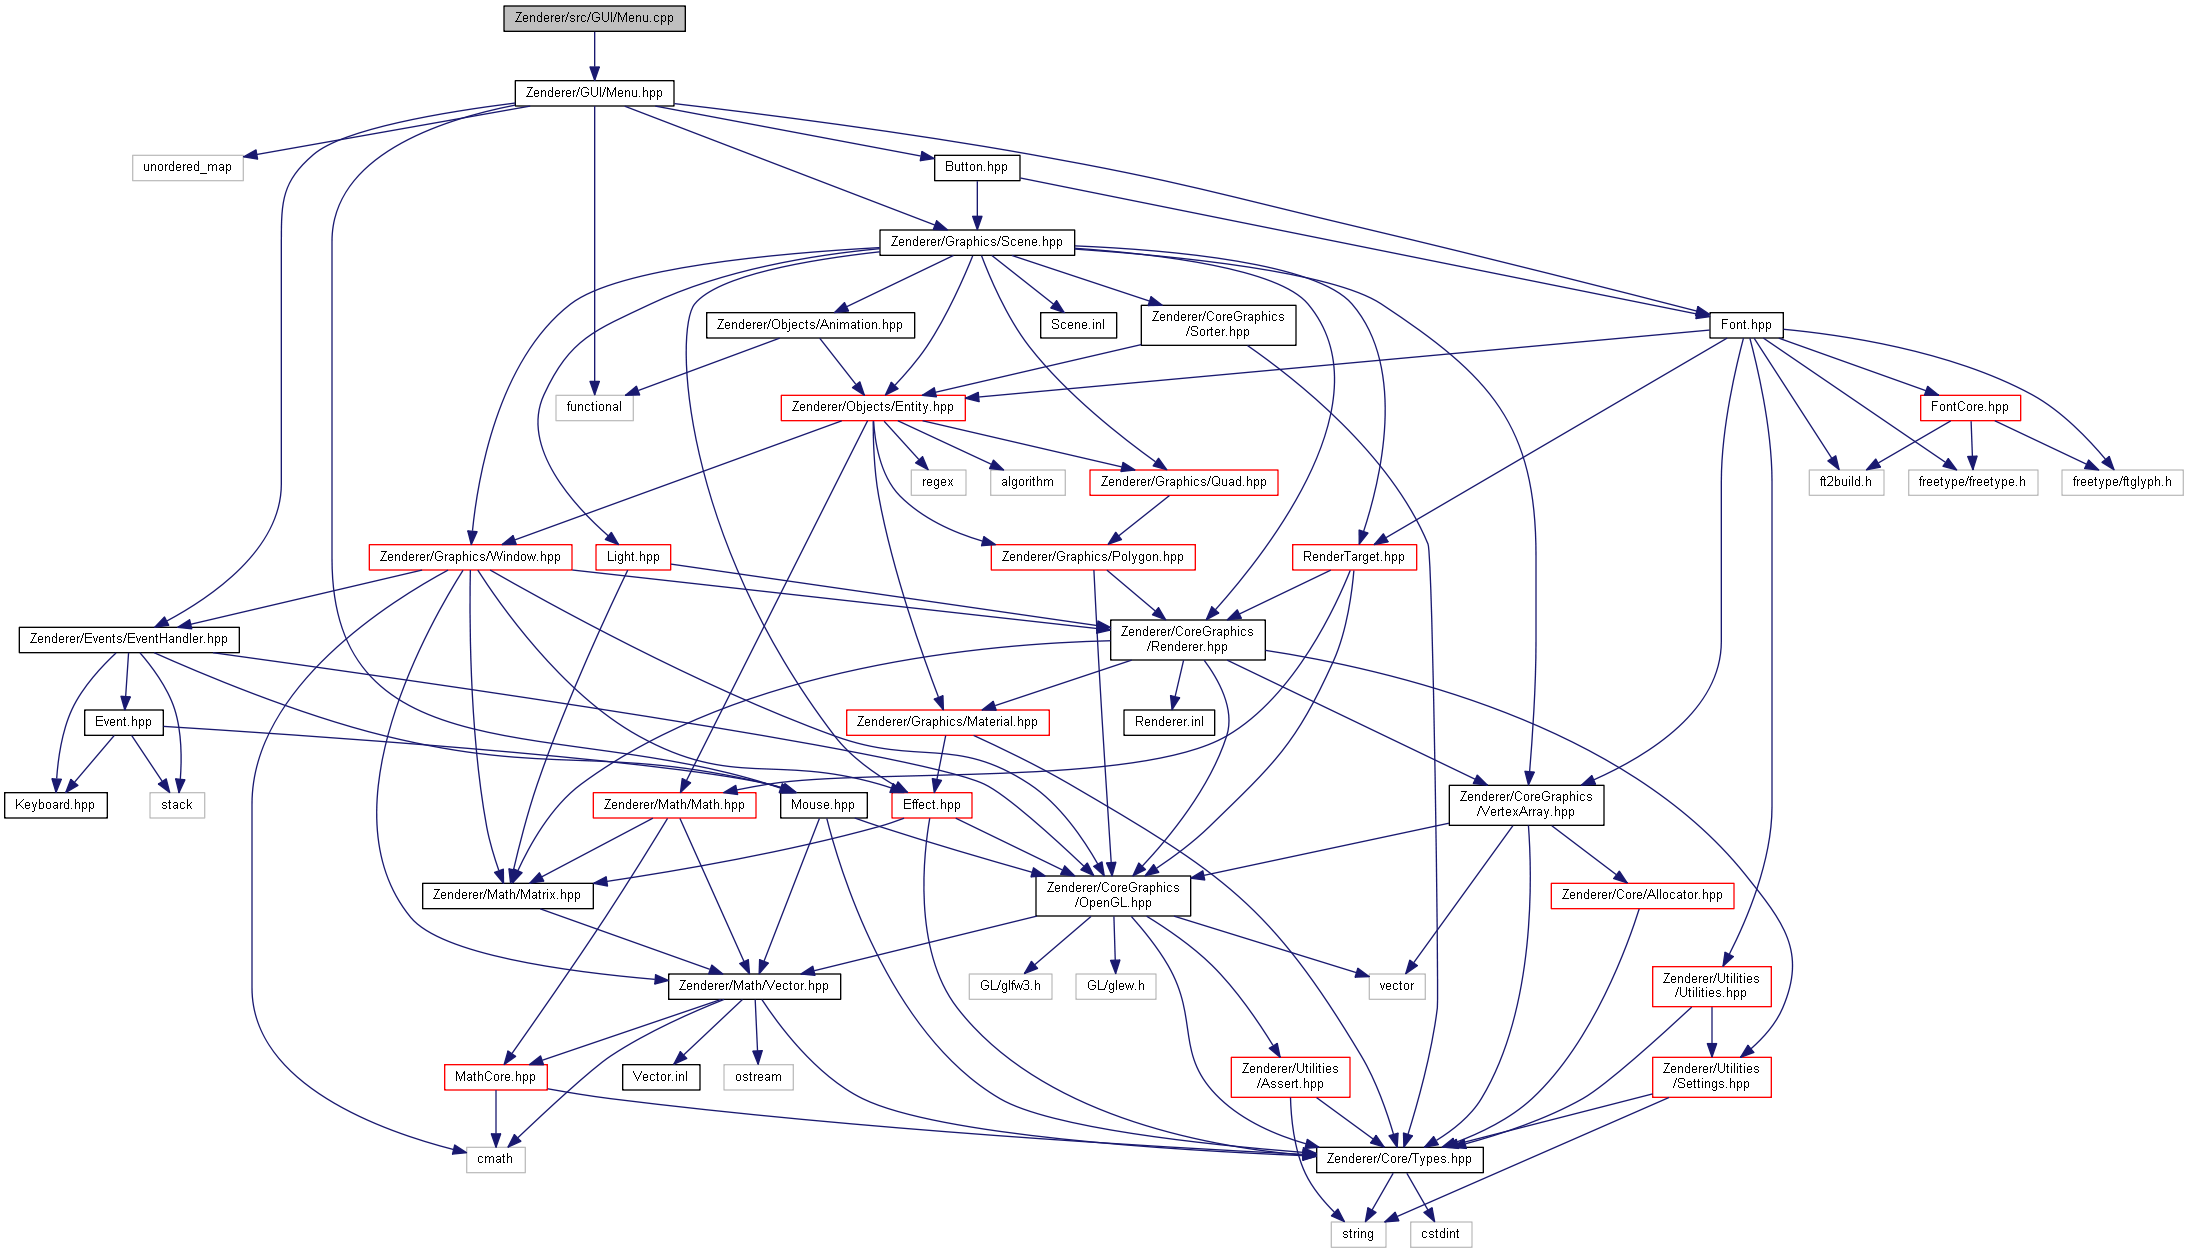 Zenderer/src/GUI/Menu.cpp
Zenderer/GUI/Menu.hpp
unordered_map
Button.hpp
Zenderer/Graphics/Scene.hpp
Zenderer/Objects/Animation.hpp
Scene.inl
Zenderer/CoreGraphics
/Sorter.hpp
Font.hpp
functional
Zenderer/Objects/Entity.hpp
FontCore.hpp
regex
algorithm
Zenderer/Graphics/Quad.hpp
ft2build.h
freetype/freetype.h
freetype/ftglyph.h
Zenderer/Graphics/Window.hpp
Light.hpp
Zenderer/Graphics/Polygon.hpp
RenderTarget.hpp
Zenderer/Events/EventHandler.hpp
Zenderer/CoreGraphics
/Renderer.hpp
Event.hpp
Zenderer/Graphics/Material.hpp
Renderer.inl
Keyboard.hpp
stack
Zenderer/Math/Math.hpp
Mouse.hpp
Effect.hpp
Zenderer/CoreGraphics
/VertexArray.hpp
Zenderer/Math/Matrix.hpp
Zenderer/CoreGraphics
/OpenGL.hpp
Zenderer/Core/Allocator.hpp
Zenderer/Math/Vector.hpp
GL/glfw3.h
GL/glew.h
vector
Zenderer/Utilities
/Utilities.hpp
MathCore.hpp
Vector.inl
ostream
Zenderer/Utilities
/Assert.hpp
Zenderer/Utilities
/Settings.hpp
cmath
Zenderer/Core/Types.hpp
string
cstdint